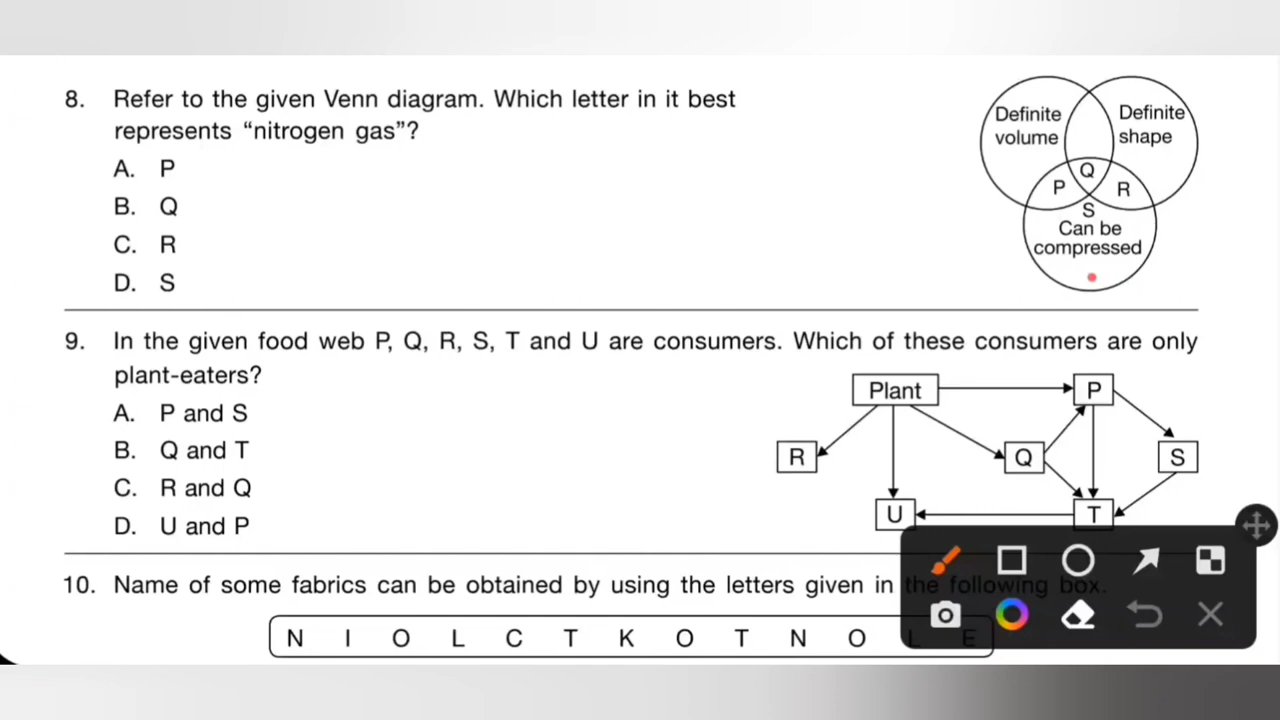 8. Refer to the given Venn diagram. Which letter in it best
represents “nitrogen gas”?
A. P
B. Q
C. R
D. S
Definite
volume
Definite
shape
Q
P
R
S
Can be
compressed
9. In the given food web P, Q, R, S, T and U are consumers. Which of these consumers are only
plant-eaters?
A. P and S
B. Q and T
C. R and Q
D. U and P
Plant
P
R
Q
S
U
T
10. Name of some fabrics can be obtained by using the letters given in the following box.
N I O L C T K O T N O L E